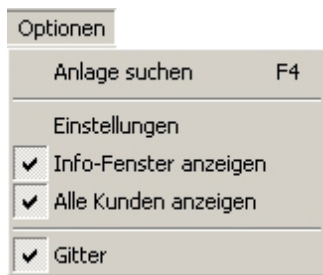 Optionen
Anlage suchen F4
Einstellungen
Info-Fenster anzeigen
Alle Kunden anzeigen
Gitter